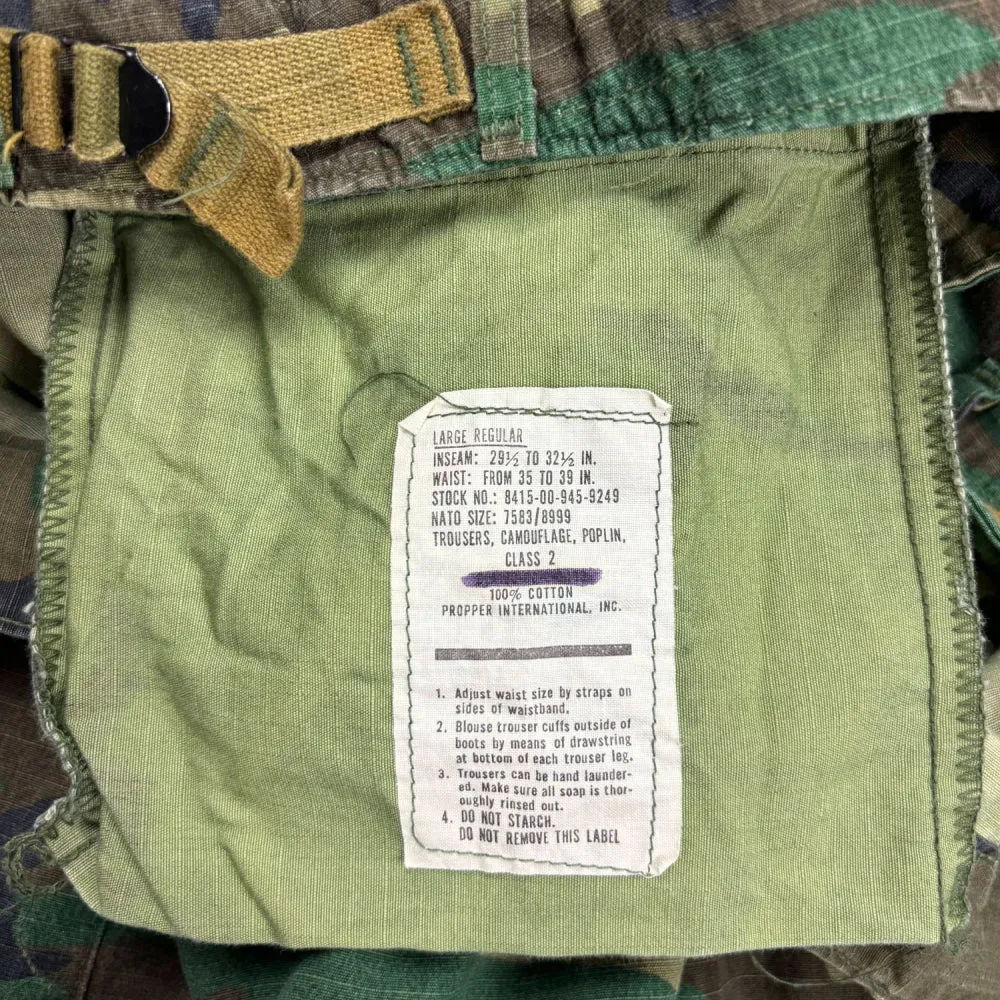 LARGE REGULAR
INSEAM: 29½ TO 32½ IN.
WAIST: FROM 35 TO 39 IN.
STOCK NO.: 8415-00-945-9249
NATO SIZE: 7583/8999
TROUSERS, CAMOUFLAGE, POPLIN,
CLASS 2
100% COTTON
PROPPER INTERNATIONAL, INC.
1. Adjust waist size by straps on
sides of waistband.
2. Blouse trouser cuffs outside of
boots by means of drawstring
at bottom of each trouser leg.
3. Trousers can be hand launder-
ed. Make sure all soap is thor-
oughly rinsed out.
4. DO NOT STARCH.
DO NOT REMOVE THIS LABEL